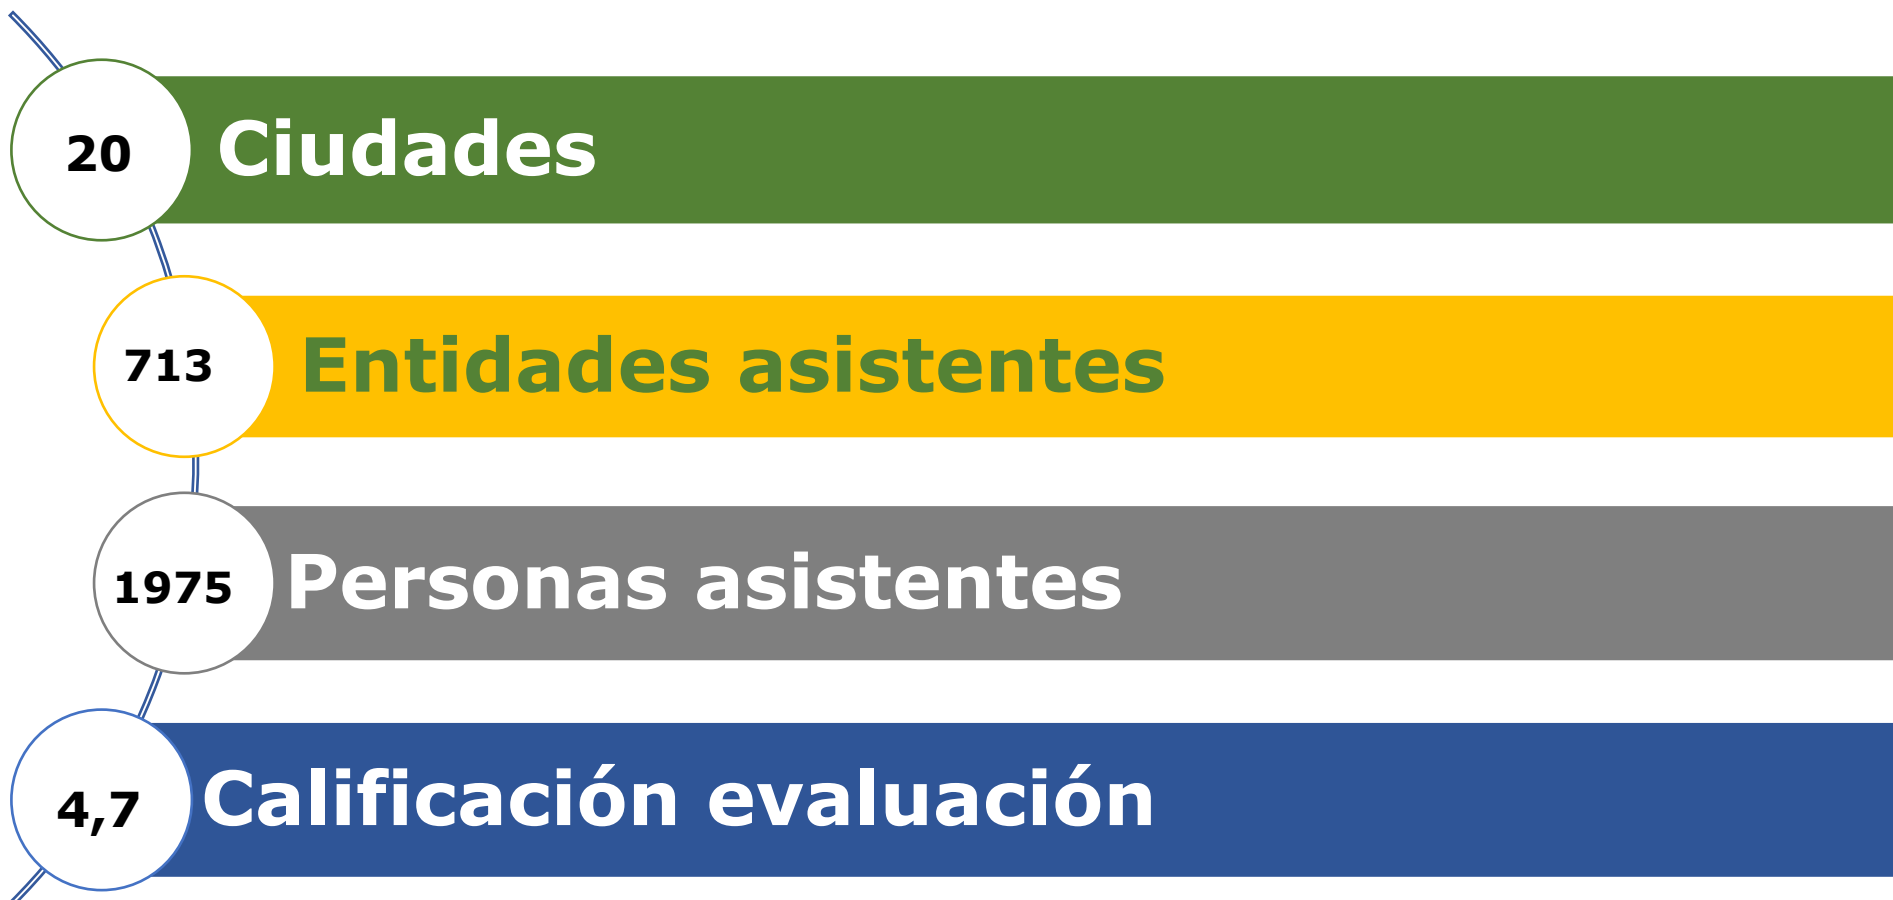 20 Ciudades
713 Entidades asistentes
1975 Personas asistentes
4,7 Calificación evaluación